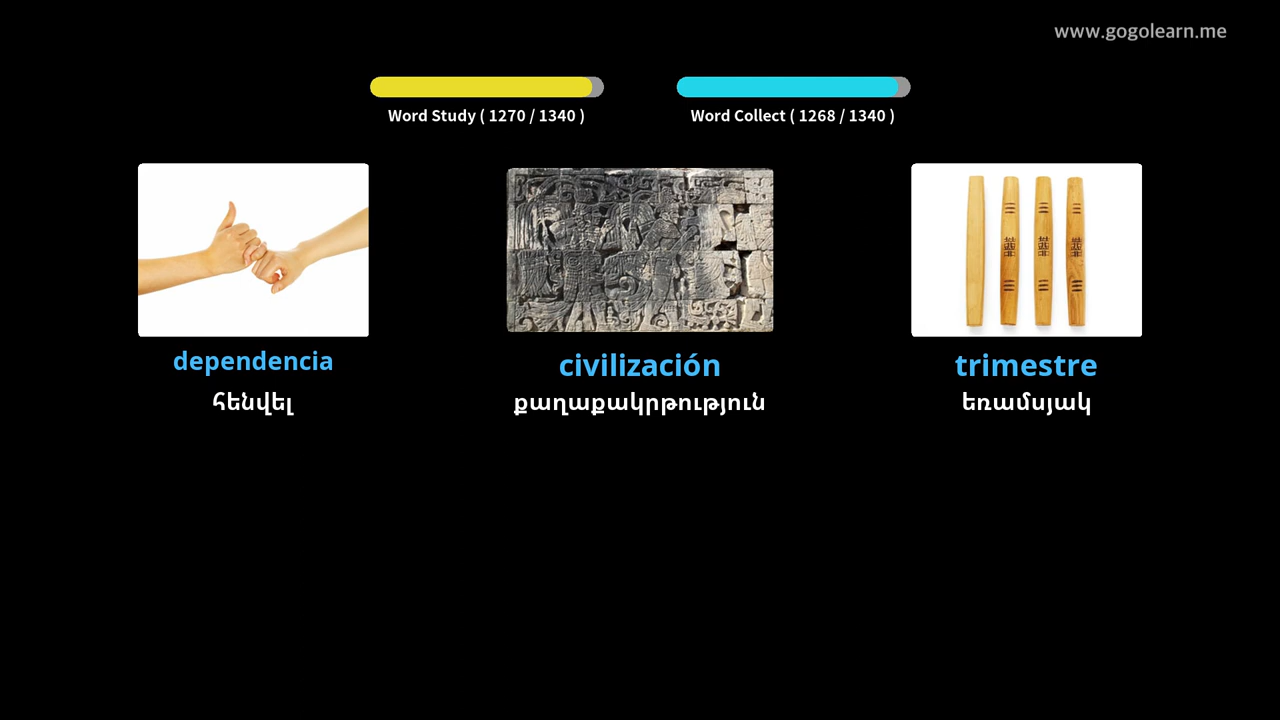 www.gogolearn.me
Word Study ( 1270 / 1340 )
Word Collect ( 1268 / 1340 )
dependencia
civilización
trimestre
հենվել
քաղաքակրթություն
եռամսյակ